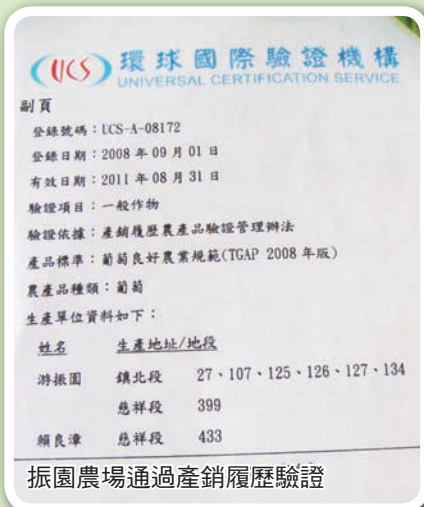 UCS 環球國際驗證機構
UNIVERSAL CERTIFICATION SERVICE
副頁
登錄號碼：UCS-A-08172
登錄日期：2008 年 09 月 01 日
有效日期：2011 年 08 月 31 日
驗證項目：一般作物
驗證依據：產銷履歷農產品驗證管理辦法
產品標準：葡萄良好農業規範(TGAP 2008 年版)
農產品種類：葡萄
生產單位資料如下：
姓名 生產地址/地段
游振園 鎮北段 27、107、125、126、127、134
慈祥段 399
賴良漳 慈祥段 433
振園農場通過產銷履歷驗證